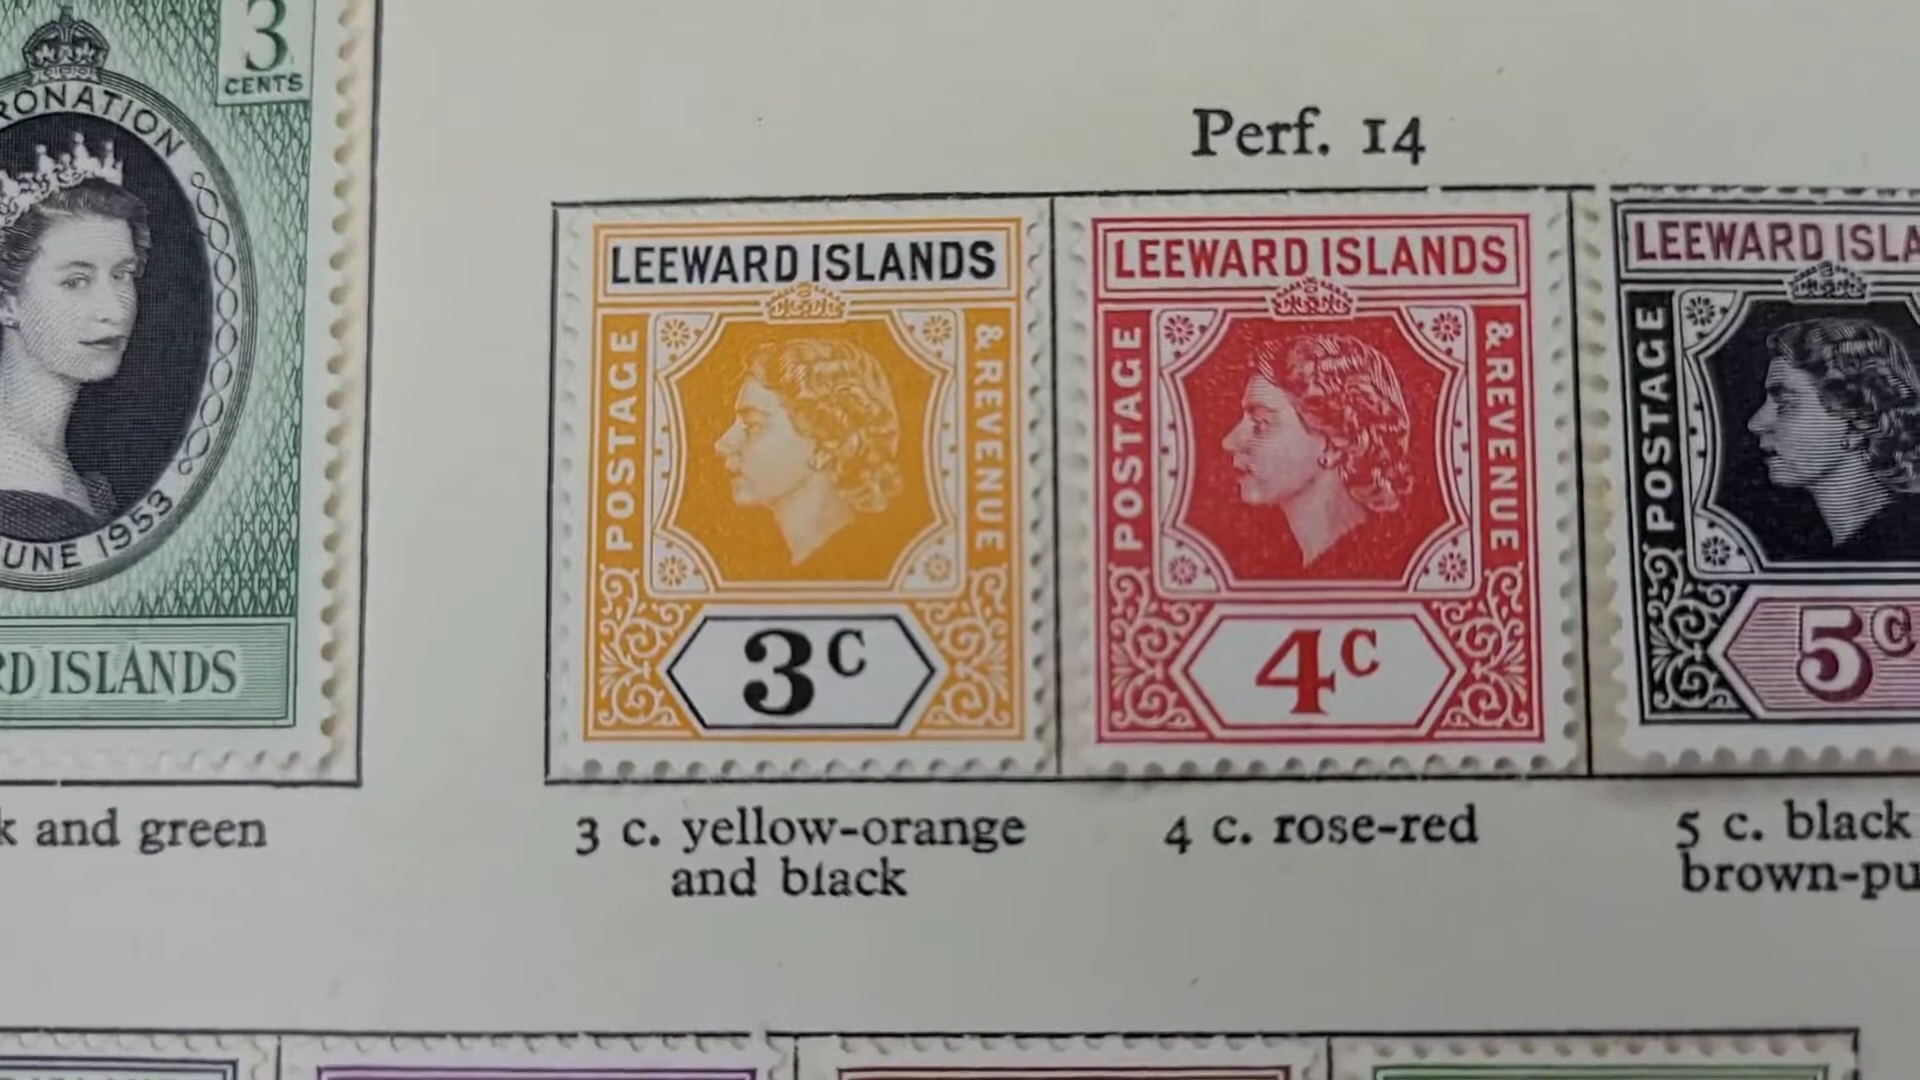 3
CENTS
RONATION
UNE 1953
RD ISLANDS
k and green
Perf. 14
LEEWARD ISLANDS
POSTAGE
& REVENUE
3c
3 c. yellow-orange
and black
LEEWARD ISLANDS
POSTAGE
& REVENUE
4c
4 c. rose-red
LEEWARD ISLA
POSTAGE
5c
5 c. black
brown-pu